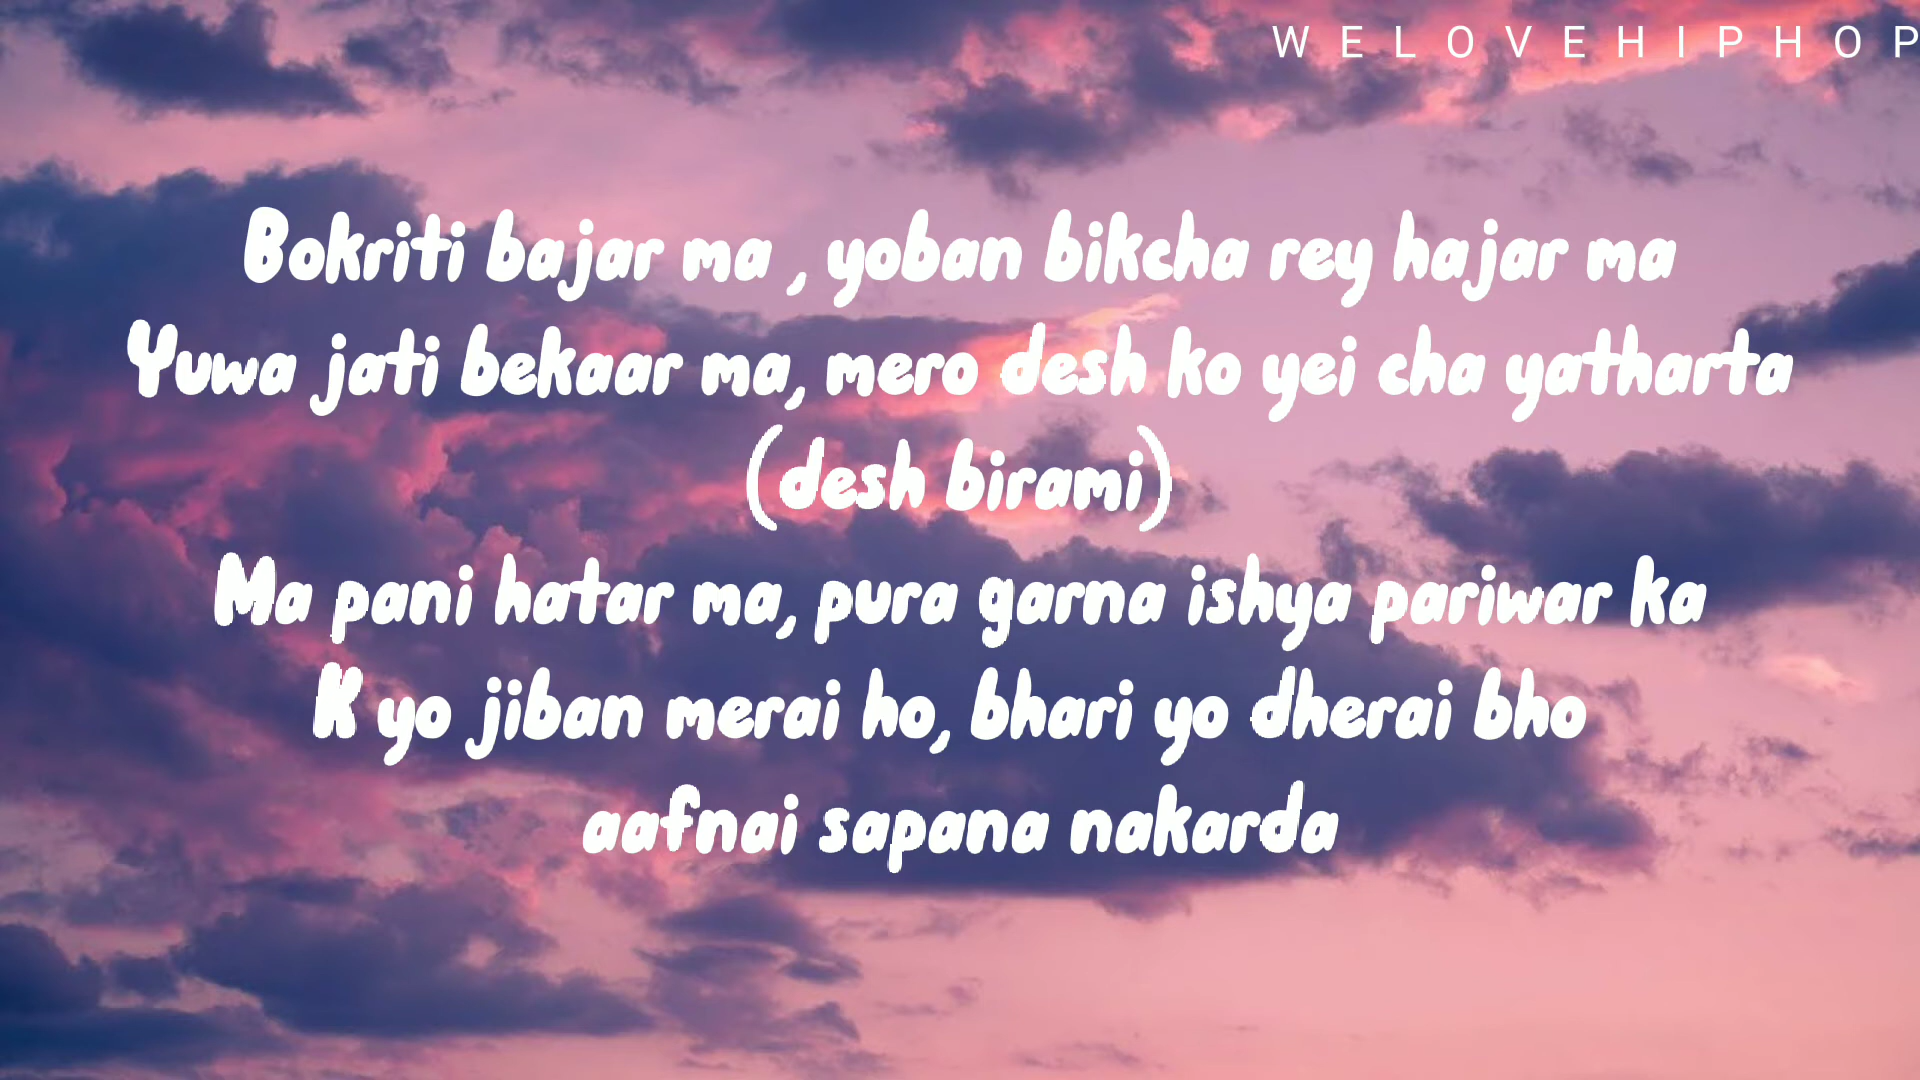 WELOVEHIPHOP
Bokriti bajar ma , yoban bikcha rey hajar ma
Yuwa jati bekaar ma, mero desh ko yei cha yatharta
(desh birami)
Ma pani hatar ma, pura garna ishya pariwar ka
K yo jiban merai ho, bhari yo dherai bho
aafnai sapana nakarda